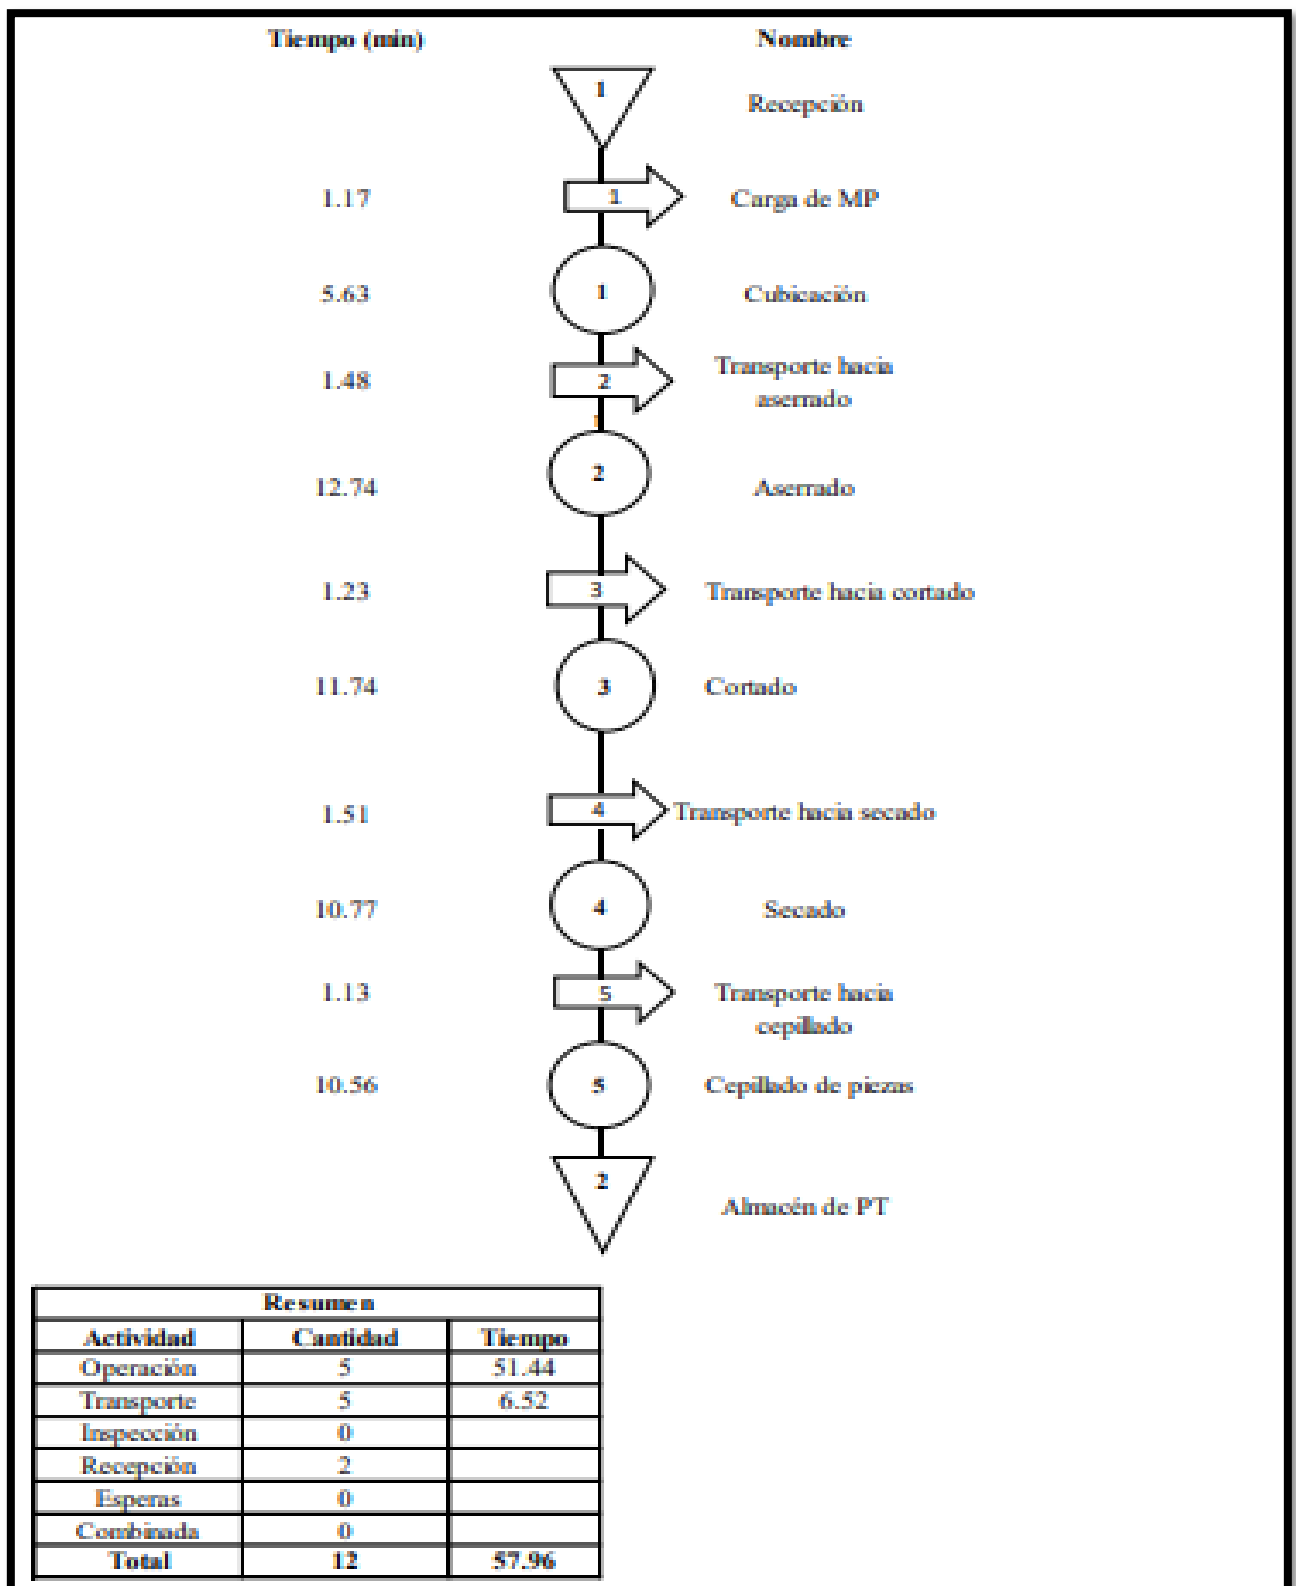 Tiempo (min) Nombre
1 Recepción
1.17 1 Carga de MP
5.63 1 Cubicación
1.48 2 Transporte hacia
aserrado
12.74 2 Aserrado
1.23 3 Transporte hacia cortado
11.74 3 Cortado
1.51 4 Transporte hacia secado
10.77 4 Secado
1.13 5 Transporte hacia
cepillado
10.56 5 Cepillado de piezas
2 Almacén de PT
Resumen
Actividad Cantidad Tiempo
Operación 5 51.44
Transporte 5 6.52
Inspección 0
Recepción 2
Esperas 0
Combinada 0
Total 12 57.96